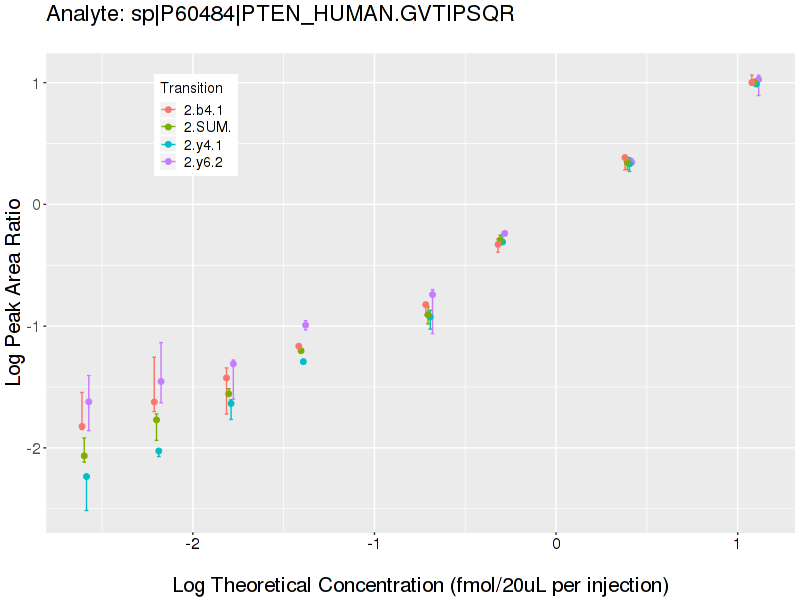 Analyte: sp|P60484|PTEN_HUMAN.GVTIPSQR
Transition
2.b4.1
2.SUM.
2.y4.1
2.y6.2
Log Peak Area Ratio
1
0
-1
-2
-2
-1
0
1
Log Theoretical Concentration (fmol/20uL per injection)